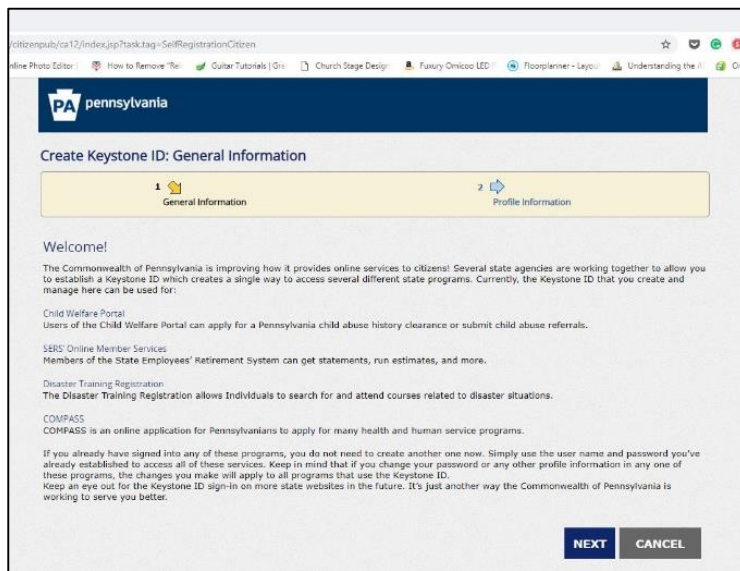 /citizenpub/ca12/index.jsp?task.tag=SelfRegistrationCitizen
nline Photo Editor
How to Remove "Re
Guitar Tutorials | Gre
Church Stage Design
Fuxury Omicoo LED
Floorplanner - Layou
Understanding the
PA pennsylvania
Create Keystone ID: General Information
1
General Information
2
Profile Information
Welcome!
The Commonwealth of Pennsylvania is improving how it provides online services to citizens! Several state agencies are working together to allow you
to establish a Keystone ID which creates a single way to access several different state programs. Currently, the Keystone ID that you create and
manage here can be used for:
Child Welfare Portal
Users of the Child Welfare Portal can apply for a Pennsylvania child abuse history clearance or submit child abuse referrals.
SERS' Online Member Services
Members of the State Employees' Retirement System can get statements, run estimates, and more.
Disaster Training Registration
The Disaster Training Registration allows Individuals to search for and attend courses related to disaster situations.
COMPASS
COMPASS is an online application for Pennsylvanians to apply for many health and human service programs.
If you already have signed into any of these programs, you do not need to create another one now. Simply use the user name and password you've
already established to access all of these services. Keep in mind that if you change your password or any other profile information in any one of
these programs, the changes you make will apply to all programs that use the Keystone ID.
Keep an eye out for the Keystone ID sign-in on more state websites in the future. It's just another way the Commonwealth of Pennsylvania is
working to serve you better.
NEXT
CANCEL